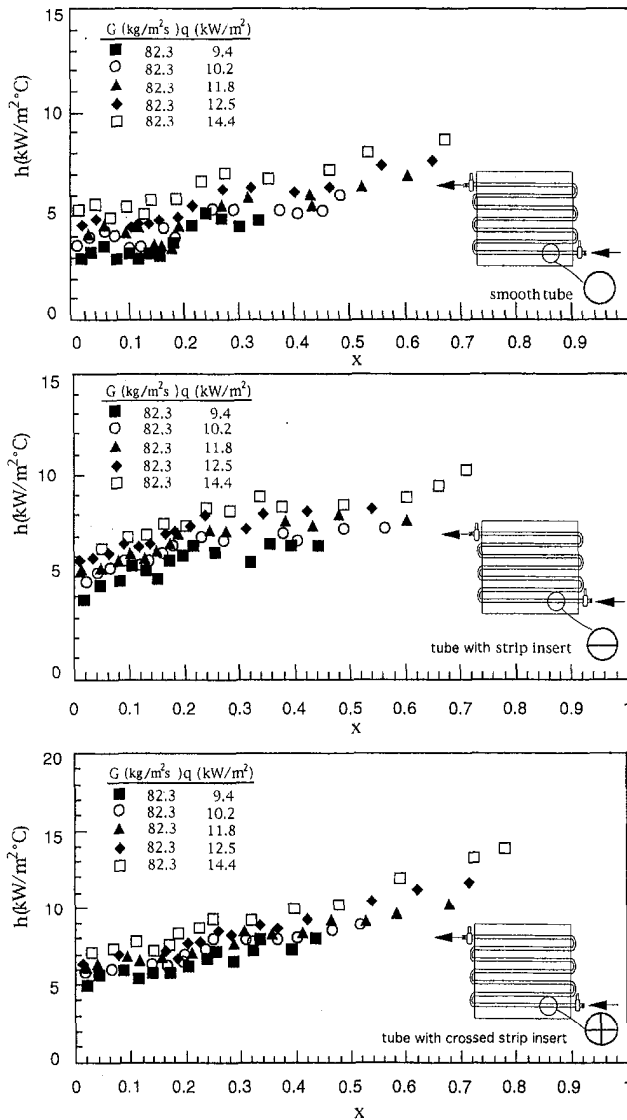 15
10
5
0
h(kW/m²°C)
G (kg/m²s) q (kW/m²)
82.3 9.4
82.3 10.2
82.3 11.8
82.3 12.5
82.3 14.4
smooth tube
0 0.1 0.2 0.3 0.4 0.5 0.6 0.7 0.8 0.9 1
x
15
10
5
0
h(kW/m²°C)
G (kg/m²s) q (kW/m²)
82.3 9.4
82.3 10.2
82.3 11.8
82.3 12.5
82.3 14.4
tube with strip insert
0 0.1 0.2 0.3 0.4 0.5 0.6 0.7 0.8 0.9 1
x
20
15
10
5
0
h(kW/m²°C)
G (kg/m²s) q (kW/m²)
82.3 9.4
82.3 10.2
82.3 11.8
82.3 12.5
82.3 14.4
tube with crossed strip insert
0 0.1 0.2 0.3 0.4 0.5 0.6 0.7 0.8 0.9 1
x